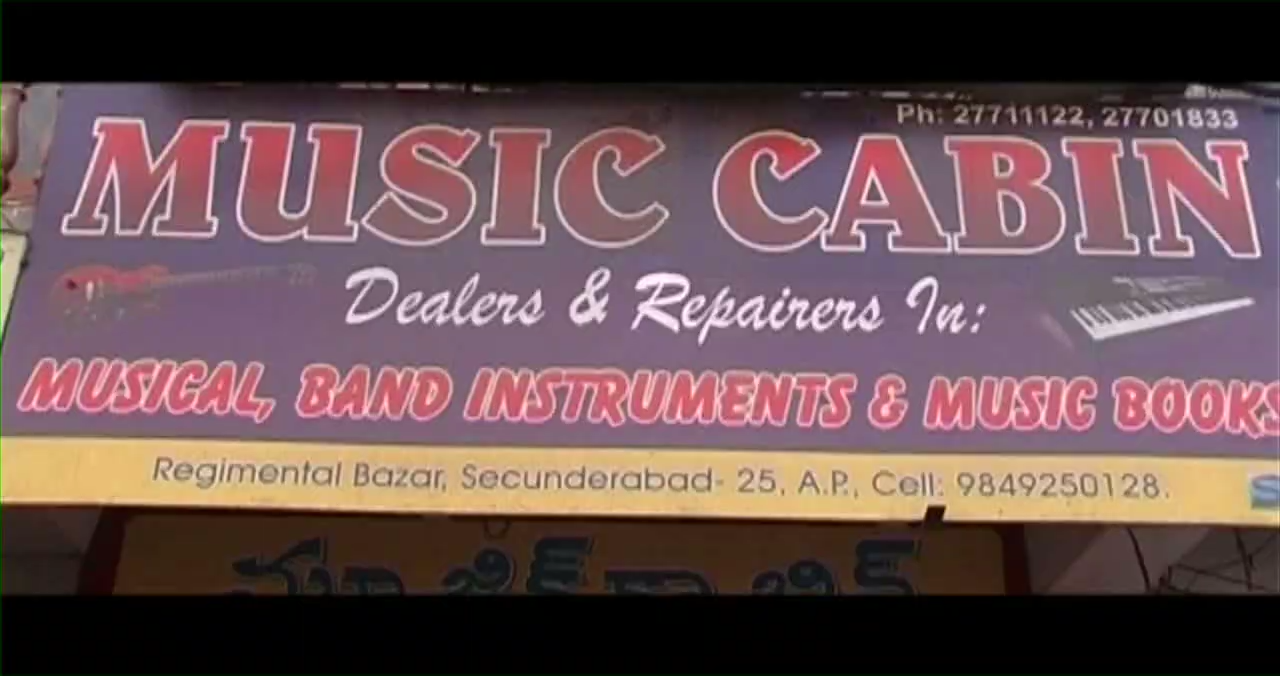 Ph: 27711122, 27701833
MUSIC CABIN
Dealers & Repairers In:
MUSICAL, BAND INSTRUMENTS & MUSIC BOOKS
Regimental Bazar, Secunderabad- 25, A.P., Cell: 9849250128.